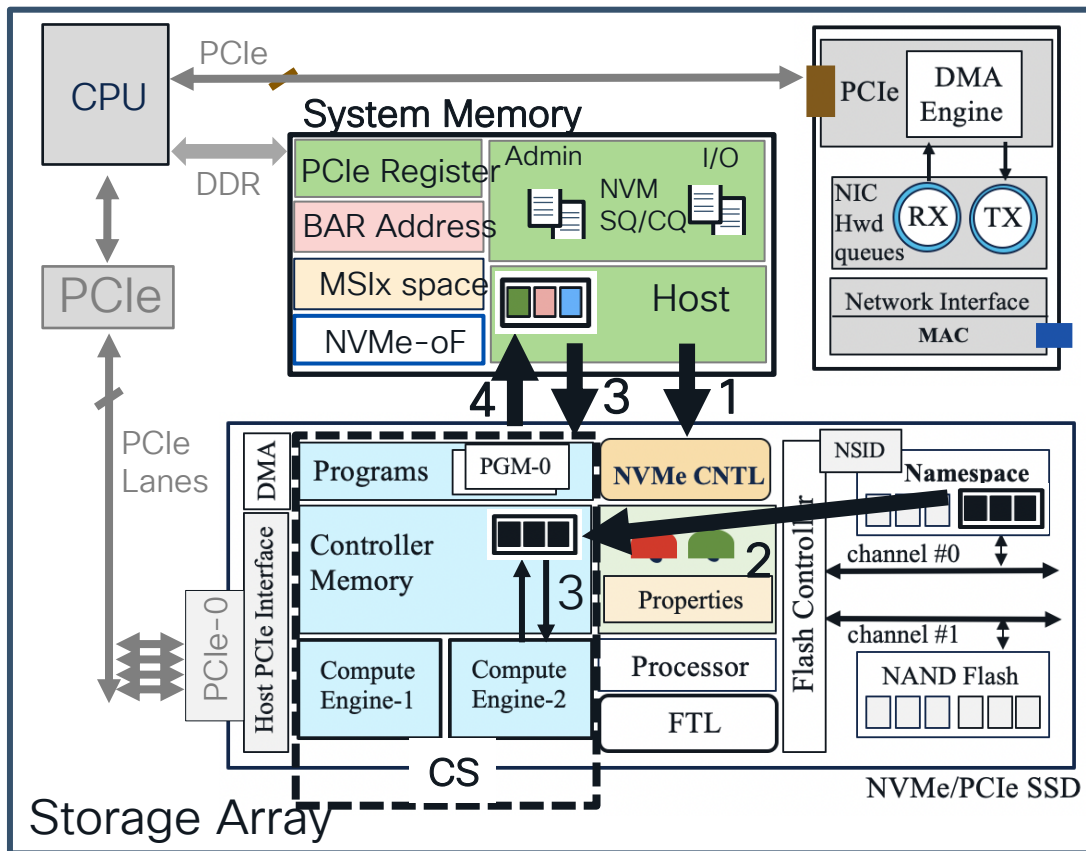 CPU
PCIe
DDR
PCIe
PCIe
Lanes
System Memory
PCIe Register
BAR Address
MSIx space
NVMe-oF
Admin
I/O
NVM
SQ/CQ
Host
PCIe
DMA
Engine
NIC
Hwd
queues
RX
TX
Network Interface
MAC
4
3
1
PCIe-0
DMA
Host PCIe Interface
Programs
PGM-0
Controller
Memory
3
Compute
Engine-1
Compute
Engine-2
CS
NVMe CNTL
2
Properties
Processor
FTL
Flash Controller
NSID
Namespace
channel #0
channel #1
NAND Flash
NVMe/PCIe SSD
Storage Array